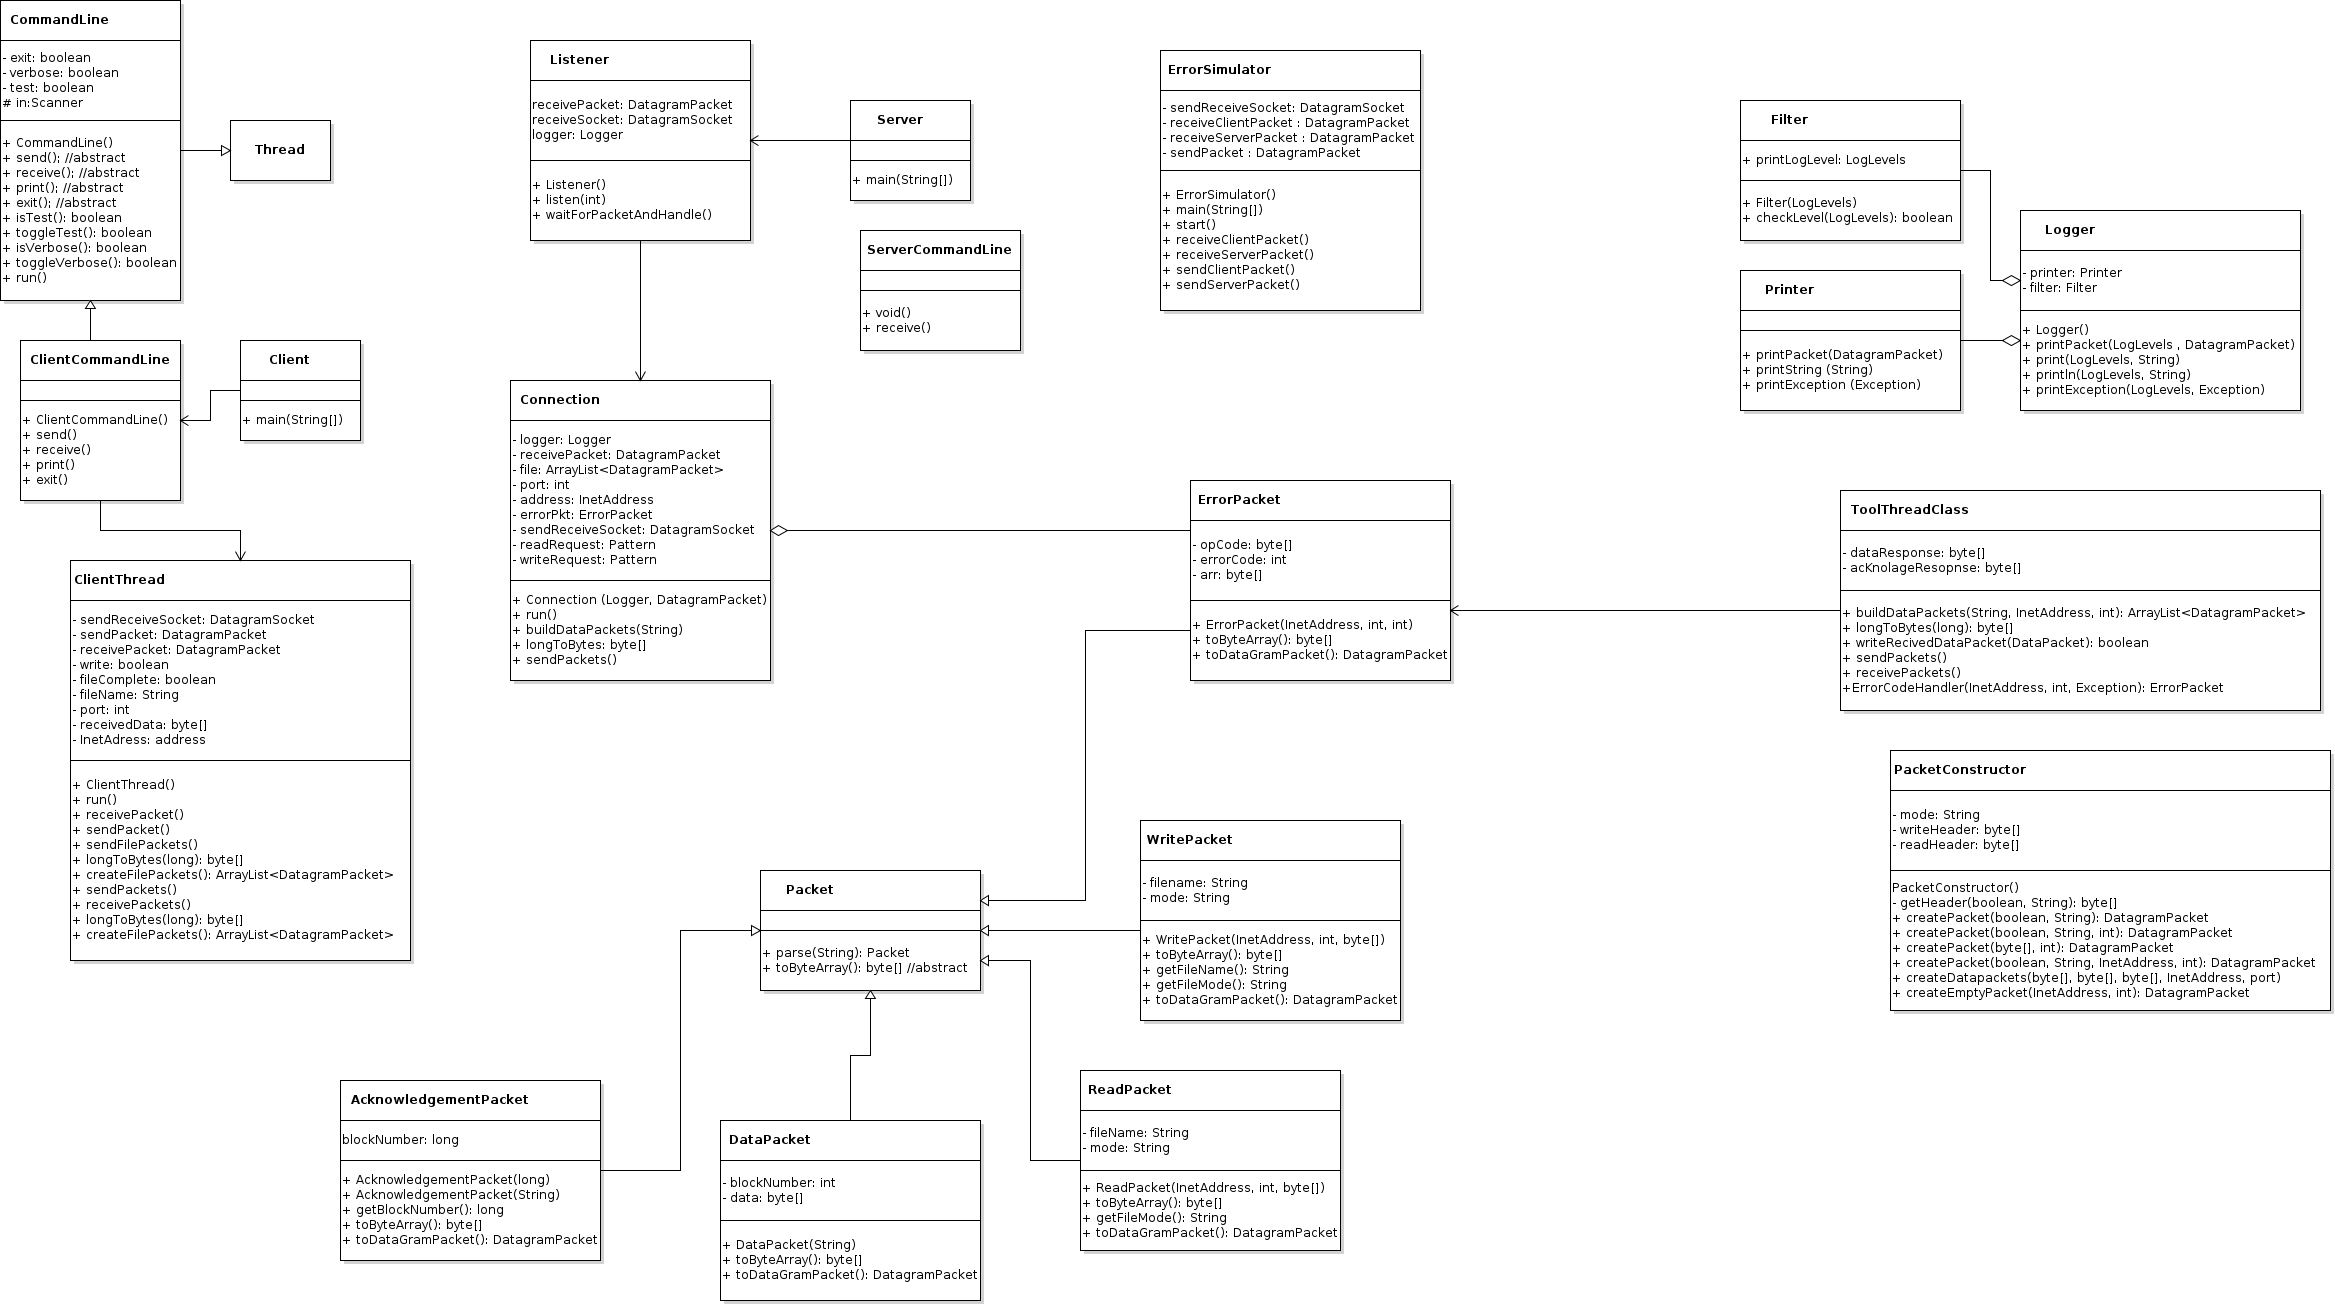 CommandLine
- exit: boolean
- verbose: boolean
- test: boolean
# in:Scanner
+ CommandLine()
+ send(); //abstract
+ receive(); //abstract
+ print(); //abstract
+ exit(); //abstract
+ isTest(): boolean
+ toggleTest(): boolean
+ isVerbose(): boolean
+ toggleVerbose(): boolean
+ run()
Thread
ClientCommandLine
+ ClientCommandLine()
+ send()
+ receive()
+ print()
+ exit()
Client
+ main(String[])
ClientThread
- sendReceiveSocket: DatagramSocket
- sendPacket: DatagramPacket
- receivePacket: DatagramPacket
- write: boolean
- fileComplete: boolean
- fileName: String
- port: int
- receivedData: byte[]
- InetAdress: address
+ ClientThread()
+ run()
+ receivePacket()
+ sendPacket()
+ sendFilePackets()
+ longToBytes(long): byte[]
+ createFilePackets(): ArrayList<DatagramPacket>
+ sendPackets()
+ receivePackets()
+ longToBytes(long): byte[]
+ createFilePackets(): ArrayList<DatagramPacket>
Listener
receivePacket: DatagramPacket
receiveSocket: DatagramSocket
logger: Logger
+ Listener()
+ listen(int)
+ waitForPacketAndHandle()
Server
+ main(String[])
ServerCommandLine
+ void()
+ receive()
Connection
- logger: Logger
- receivePacket: DatagramPacket
- file: ArrayList<DatagramPacket>
- port: int
- address: InetAddress
- errorPkt: ErrorPacket
- sendReceiveSocket: DatagramSocket
- readRequest: Pattern
- writeRequest: Pattern
+ Connection (Logger, DatagramPacket)
+ run()
+ buildDataPackets(String)
+ longToBytes: byte[]
+ sendPackets()
ErrorSimulator
- sendReceiveSocket: DatagramSocket
- receiveClientPacket : DatagramPacket
- receiveServerPacket : DatagramPacket
- sendPacket : DatagramPacket
+ ErrorSimulator()
+ main(String[])
+ start()
+ receiveClientPacket()
+ receiveServerPacket()
+ sendClientPacket()
+ sendServerPacket()
Filter
+ printLogLevel: LogLevels
+ Filter(LogLevels)
+ checkLevel(LogLevels): boolean
Printer
+ printPacket(DatagramPacket)
+ printString (String)
+ printException (Exception)
Logger
- printer: Printer
- filter: Filter
+ Logger()
+ printPacket(LogLevels , DatagramPacket)
+ print(LogLevels, String)
+ println(LogLevels, String)
+ printException(LogLevels, Exception)
ErrorPacket
- opCode: byte[]
- errorCode: int
- arr: byte[]
+ ErrorPacket(InetAddress, int, int)
+ toByteArray(): byte[]
+ toDataGramPacket(): DatagramPacket
ToolThreadClass
- dataResponse: byte[]
- acKnolageResopnse: byte[]
+ buildDataPackets(String, InetAddress, int): ArrayList<DatagramPacket>
+ longToBytes(long): byte[]
+ writeRecivedDataPacket(DataPacket): boolean
+ sendPackets()
+ receivePackets()
+ErrorCodeHandler(InetAddress, int, Exception): ErrorPacket
PacketConstructor
- mode: String
- writeHeader: byte[]
- readHeader: byte[]
PacketConstructor()
- getHeader(boolean, String): byte[]
+ createPacket(boolean, String): DatagramPacket
+ createPacket(boolean, String, int): DatagramPacket
+ createPacket(byte[], int): DatagramPacket
+ createPacket(boolean, String, InetAddress, int): DatagramPacket
+ createDatapackets(byte[], byte[], byte[], InetAddress, port)
+ createEmptyPacket(InetAddress, int): DatagramPacket
Packet
+ parse(String): Packet
+ toByteArray(): byte[] //abstract
WritePacket
- filename: String
- mode: String
+ WritePacket(InetAddress, int, byte[])
+ toByteArray(): byte[]
+ getFileName(): String
+ getFileMode(): String
+ toDataGramPacket(): DatagramPacket
AcknowledgementPacket
blockNumber: long
+ AcknowledgementPacket(long)
+ AcknowledgementPacket(String)
+ getBlockNumber(): long
+ toByteArray(): byte[]
+ toDataGramPacket(): DatagramPacket
DataPacket
- blockNumber: int
- data: byte[]
+ DataPacket(String)
+ toByteArray(): byte[]
+ toDataGramPacket(): DatagramPacket
ReadPacket
- fileName: String
- mode: String
+ ReadPacket(InetAddress, int, byte[])
+ toByteArray(): byte[]
+ getFileMode(): String
+ toDataGramPacket(): DatagramPacket